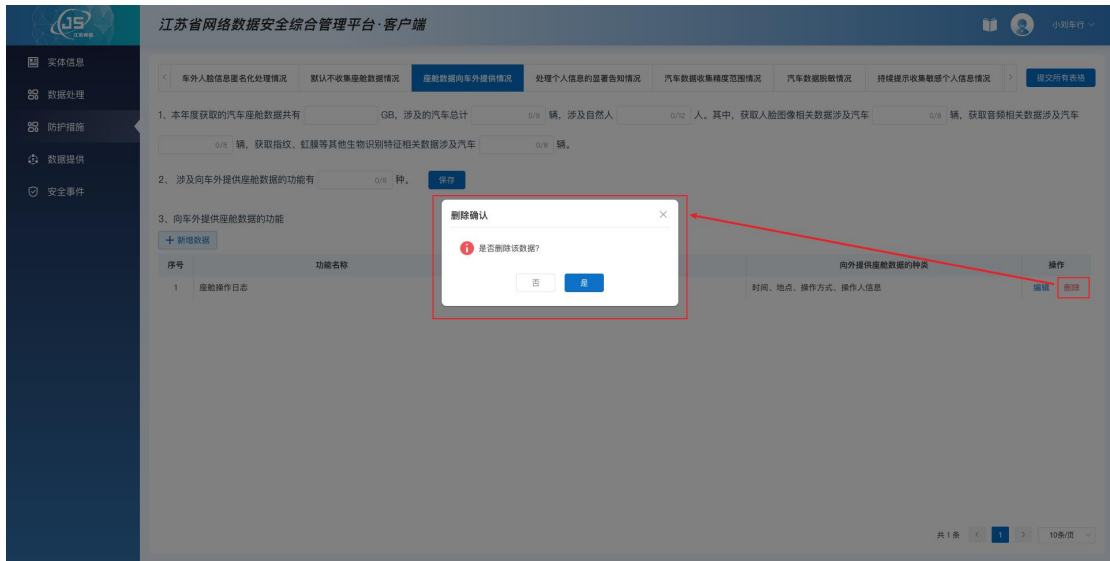 JS
江苏网信
江苏省网络数据安全综合管理平台·客户端
小刘车行
实体信息
数据处理
防护措施
数据提供
安全事件
车外人脸信息匿名化处理情况 默认不收集座舱数据情况 座舱数据向车外提供情况 处理个人信息的显著告知情况 汽车数据收集精度范围情况 汽车数据脱敏情况 持续提示收集敏感个人信息情况 提交所有表格
1、本年度获取的汽车座舱数据共有 GB，涉及的汽车总计 0/8 辆，涉及自然人 0/12 人。其中，获取人脸图像相关数据涉及汽车 0/8 辆，获取音频相关数据涉及汽车
0/8 辆，获取指纹、虹膜等其他生物识别特征相关数据涉及汽车 0/8 辆。
2、 涉及向车外提供座舱数据的功能有 0/8 种。 保存
3、向车外提供座舱数据的功能
+ 新增数据
序号 功能名称 向外提供座舱数据的种类 操作
1 座舱操作日志 时间、地点、操作方式、操作人信息 编辑 删除
删除确认
是否删除该数据?
否 是
共 1 条 1 10条/页